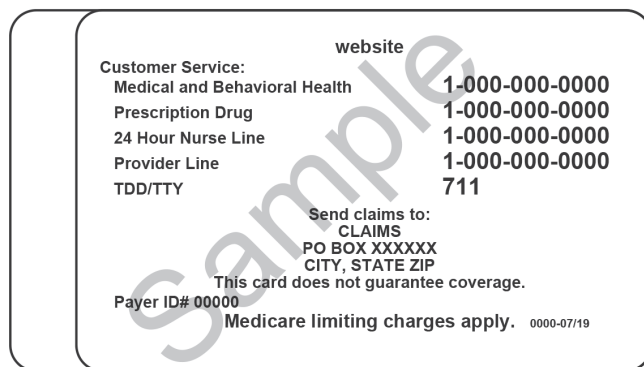 website
Customer Service:
Medical and Behavioral Health 1-000-000-0000
Prescription Drug 1-000-000-0000
24 Hour Nurse Line 1-000-000-0000
Provider Line 1-000-000-0000
TDD/TTY 711
Send claims to:
CLAIMS
PO BOX XXXXXX
CITY, STATE ZIP
This card does not guarantee coverage.
Payer ID# 00000
Medicare limiting charges apply. 0000-07/19
Sample